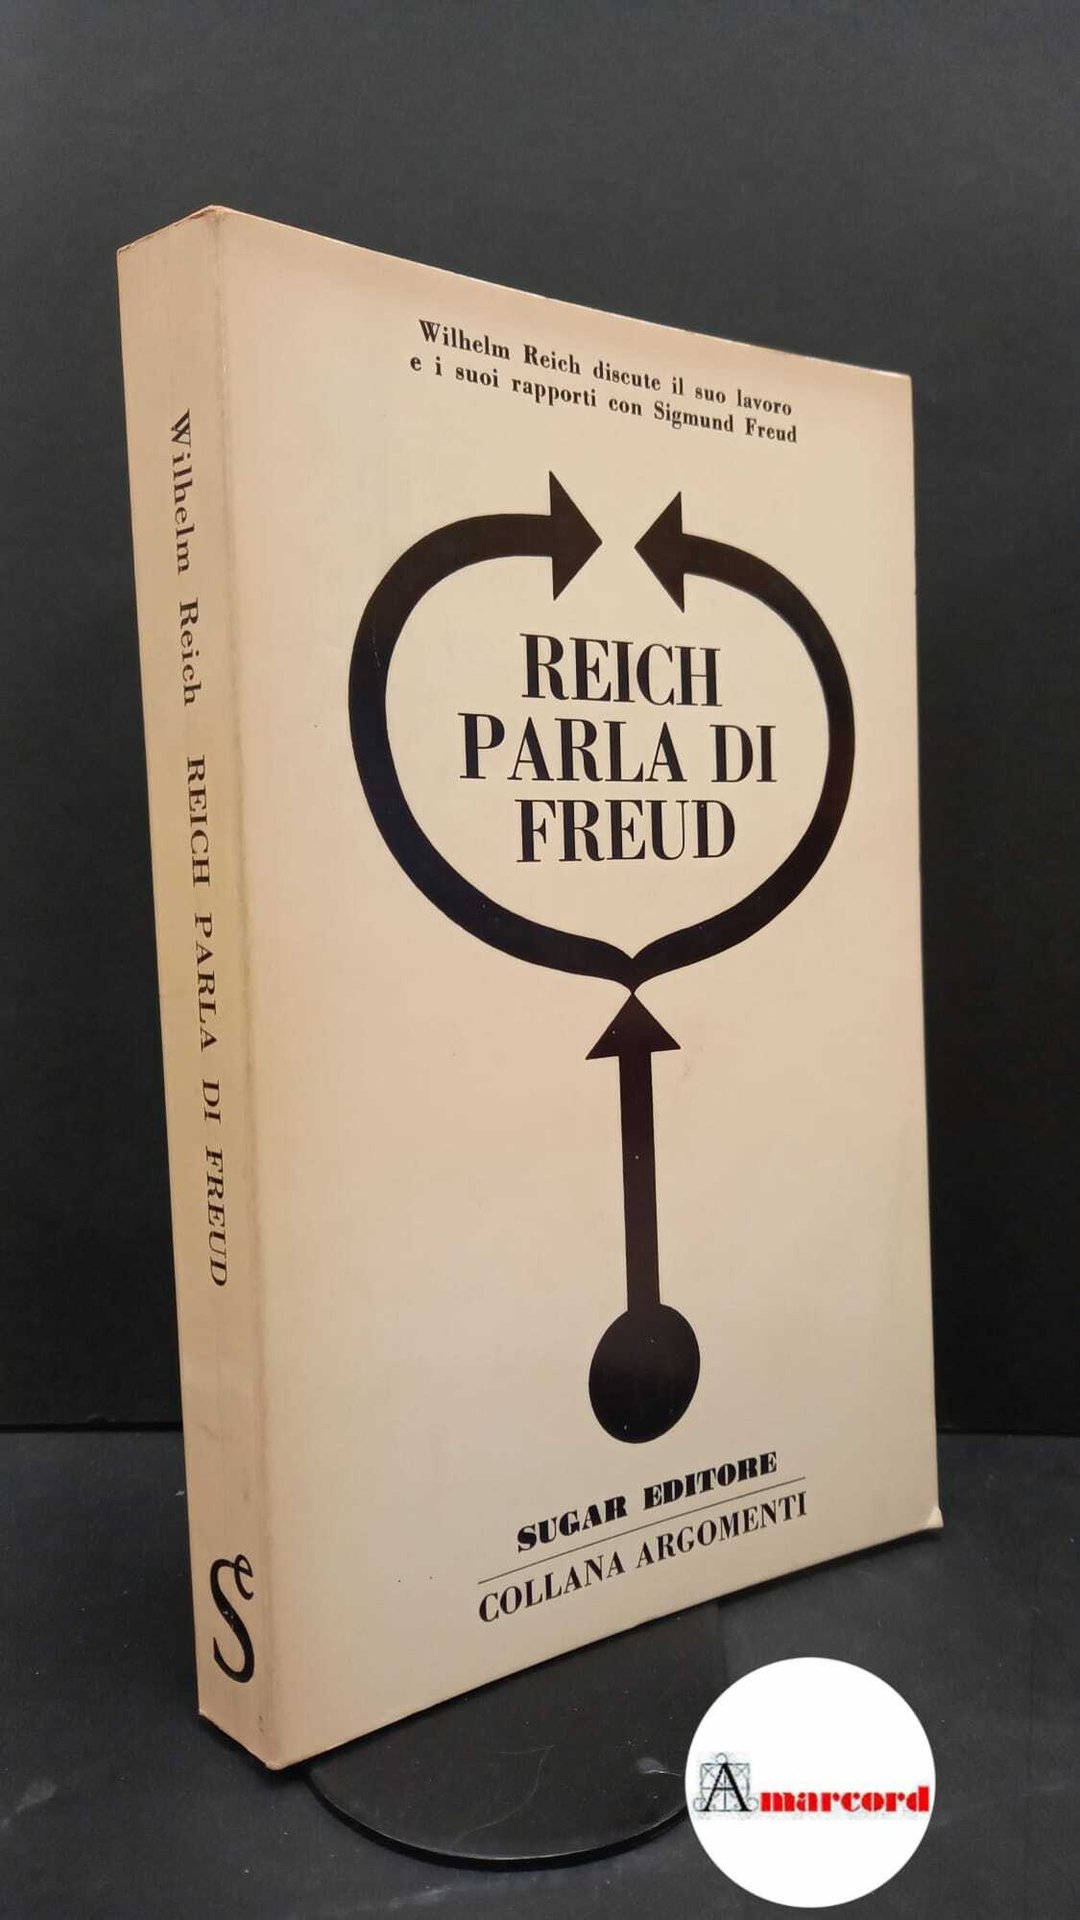 Wilhelm Reich discute il suo lavoro
e i suoi rapporti con Sigmund Freud
REICH
PARLA DI
FREUD
SUGAR EDITORE
COLLANA ARGOMENTI
Wilhelm Reich REICH PARLA DI FREUD
Amarcord